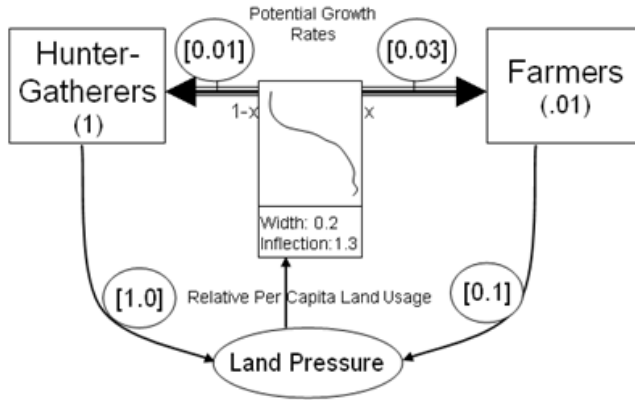 Potential Growth
Rates
Hunter-
Gatherers
(1)
[0.01]
[0.03]
Farmers
(.01)
1-x
x
Width: 0.2
Inflection:1.3
[1.0]
Relative Per Capita Land Usage
[0.1]
Land Pressure